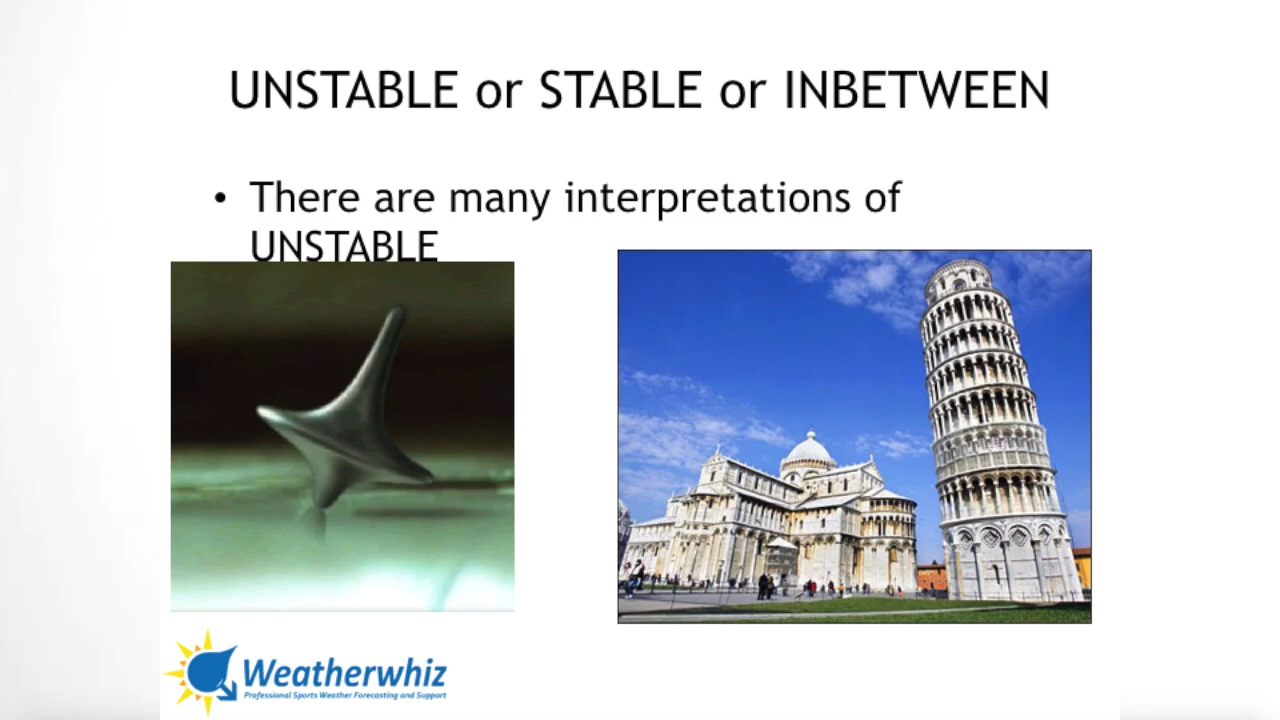 UNSTABLE or STABLE or INBETWEEN
• There are many interpretations of
UNSTABLE
Weatherwhiz
Professional Sports Weather Forecasting and Support